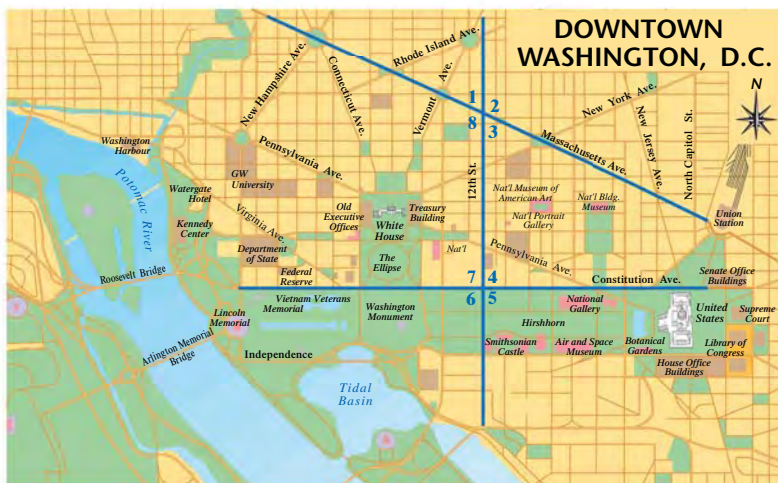 DOWNTOWN
WASHINGTON, D.C.
N
New Hampshire Ave.
Connecticut Ave.
Rhode Island Ave.
Vermont Ave.
1
2
8
3
New York Ave.
New Jersey Ave.
North Capitol St.
Massachusetts Ave.
12th St.
Washington
Harbour
Pennsylvania Ave.
GW
University
Potomac River
Watergate
Hotel
Virginia Ave.
Kennedy
Center
Old
Executive
Offices
White
House
Treasury
Building
Nat'l Museum of
American Art
Nat'l Portrait
Gallery
Nat'l Bldg.
Museum
Union
Station
Department
of State
The
Ellipse
Nat'l
Pennsylvania Ave.
Roosevelt Bridge
Federal
Reserve
7
4
6
5
Constitution Ave.
Senate Office
Buildings
Lincoln
Memorial
Vietnam Veterans
Memorial
Washington
Monument
National
Gallery
United
States
Supreme
Court
Hirshhorn
Arlington Memorial
Bridge
Independence
Smithsonian
Castle
Air and Space
Museum
Botanical
Gardens
House Office
Buildings
Library of
Congress
Tidal
Basin